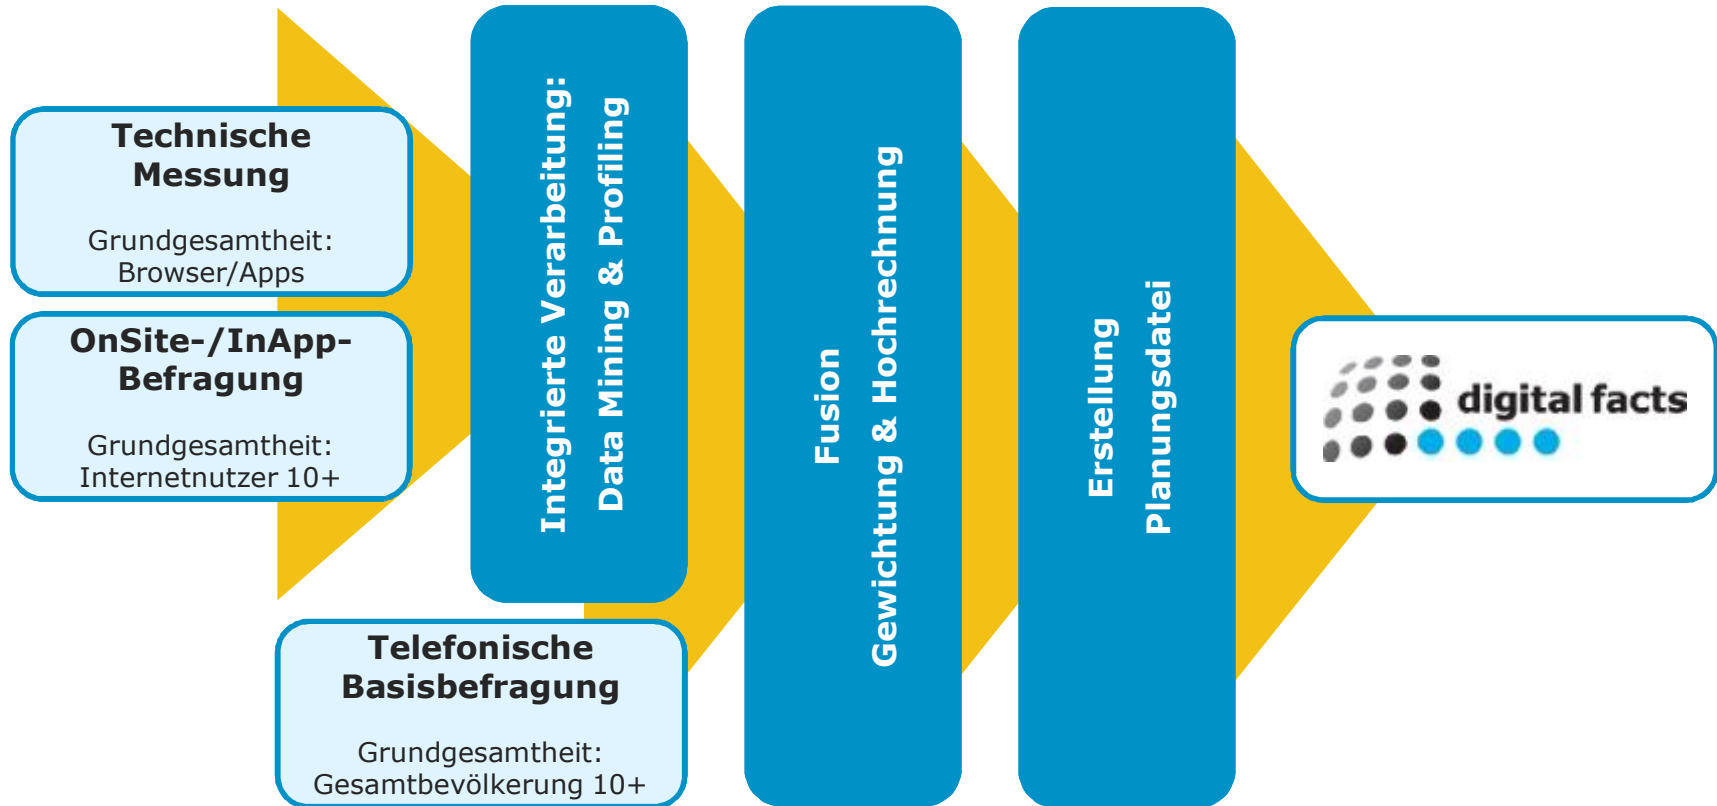 Technische
Messung
Grundgesamtheit:
Browser/Apps
OnSite-/InApp-
Befragung
Grundgesamtheit:
Internetnutzer 10+
Telefonische
Basisbefragung
Grundgesamtheit:
Gesamtbevölkerung 10+
Integrierte Verarbeitung:
Data Mining & Profiling
Fusion
Gewichtung & Hochrechnung
Erstellung
Planungsdatei
digital facts